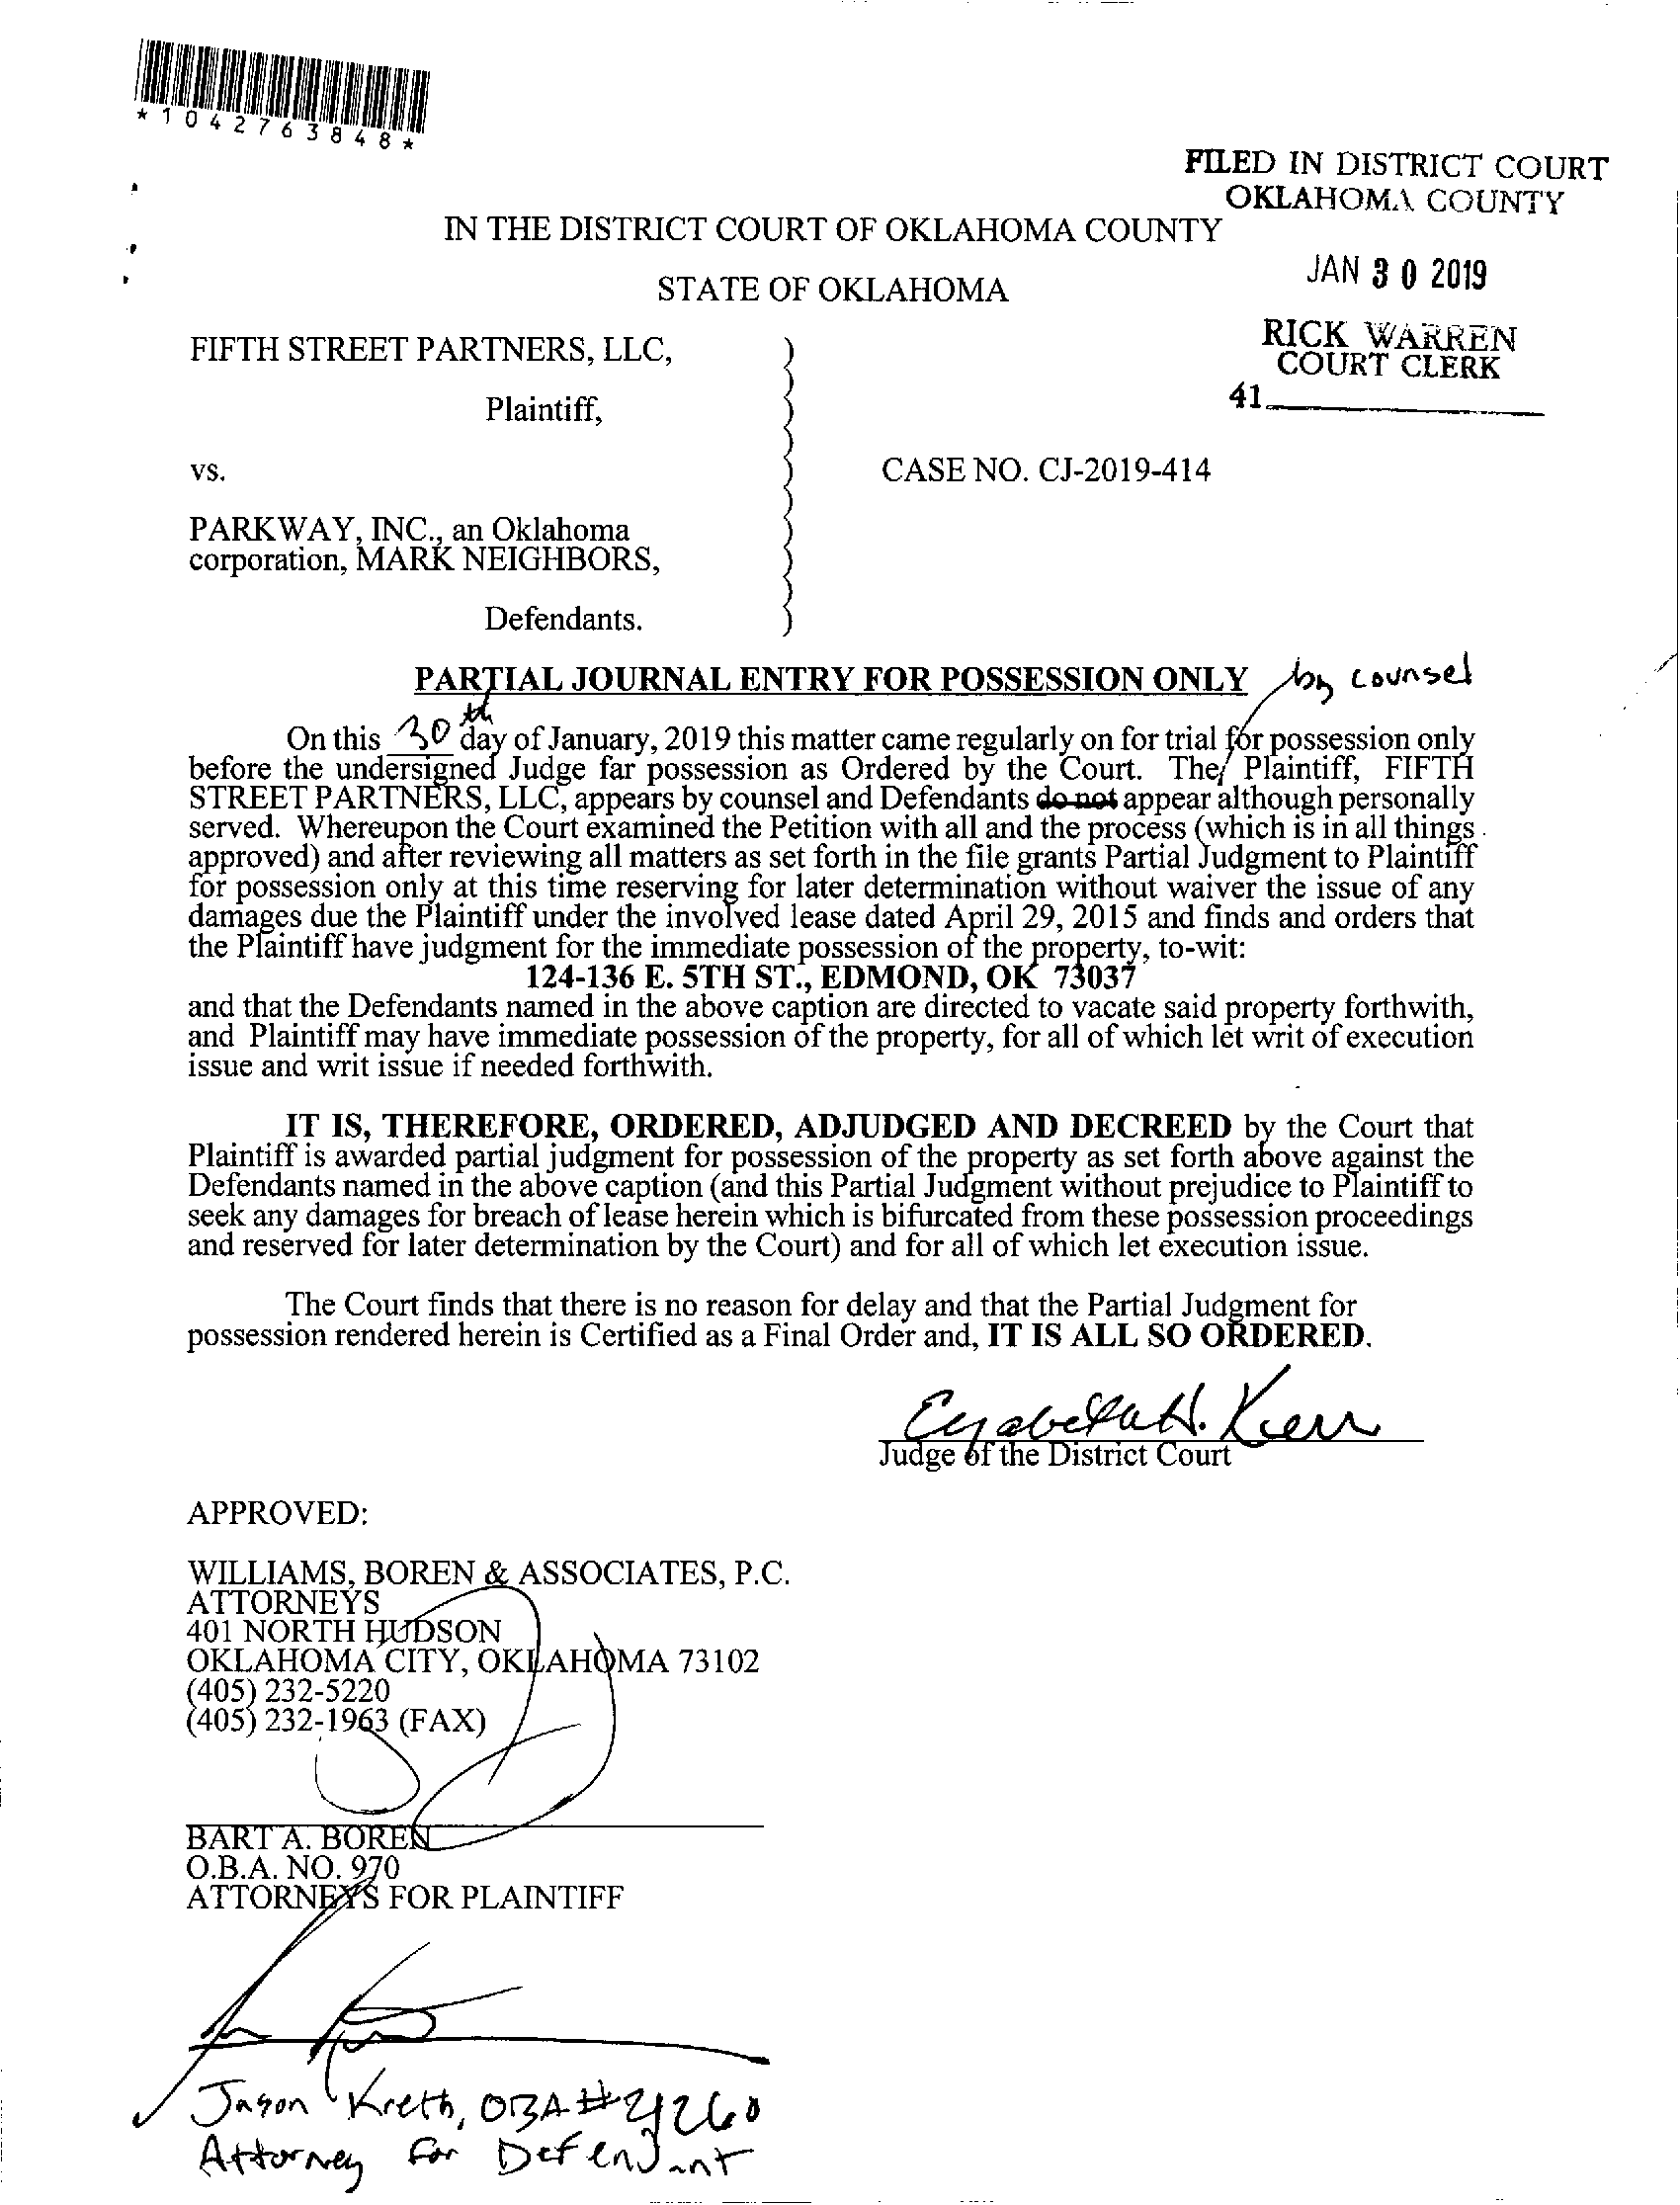 *1042763848*
FILED IN DISTRICT COURT
OKLAHOMA COUNTY
IN THE DISTRICT COURT OF OKLAHOMA COUNTY
JAN 30 2019
STATE OF OKLAHOMA
RICK WARREN
COURT CLERK
41
FIFTH STREET PARTNERS, LLC,
Plaintiff,
vs.
CASE NO. CJ-2019-414
PARKWAY, INC., an Oklahoma
corporation, MARK NEIGHBORS,
Defendants.
PARTIAL JOURNAL ENTRY FOR POSSESSION ONLY
by counsel
On this 30th day of January, 2019 this matter came regularly on for trial for possession only
before the undersigned Judge far possession as Ordered by the Court. The Plaintiff, FIFTH
STREET PARTNERS, LLC, appears by counsel and Defendants do not appear although personally
served. Whereupon the Court examined the Petition with all and the process (which is in all things
approved) and after reviewing all matters as set forth in the file grants Partial Judgment to Plaintiff
for possession only at this time reserving for later determination without waiver the issue of any
damages due the Plaintiff under the involved lease dated April 29, 2015 and finds and orders that
the Plaintiff have judgment for the immediate possession of the property, to-wit:
124-136 E. 5TH ST., EDMOND, OK 73037
and that the Defendants named in the above caption are directed to vacate said property forthwith,
and Plaintiff may have immediate possession of the property, for all of which let writ of execution
issue and writ issue if needed forthwith.
IT IS, THEREFORE, ORDERED, ADJUDGED AND DECREED by the Court that
Plaintiff is awarded partial judgment for possession of the property as set forth above against the
Defendants named in the above caption (and this Partial Judgment without prejudice to Plaintiff to
seek any damages for breach of lease herein which is bifurcated from these possession proceedings
and reserved for later determination by the Court) and for all of which let execution issue.
The Court finds that there is no reason for delay and that the Partial Judgment for
possession rendered herein is Certified as a Final Order and, IT IS ALL SO ORDERED.
Judge of the District Court
APPROVED:
WILLIAMS, BOREN & ASSOCIATES, P.C.
ATTORNEYS
401 NORTH HUDSON
OKLAHOMA CITY, OKLAHOMA 73102
(405) 232-5220
(405) 232-1963 (FAX)
BART A. BOREN
O.B.A. NO. 970
ATTORNEYS FOR PLAINTIFF
Jason Kreth, OBA #21260
Attorney for Defendant